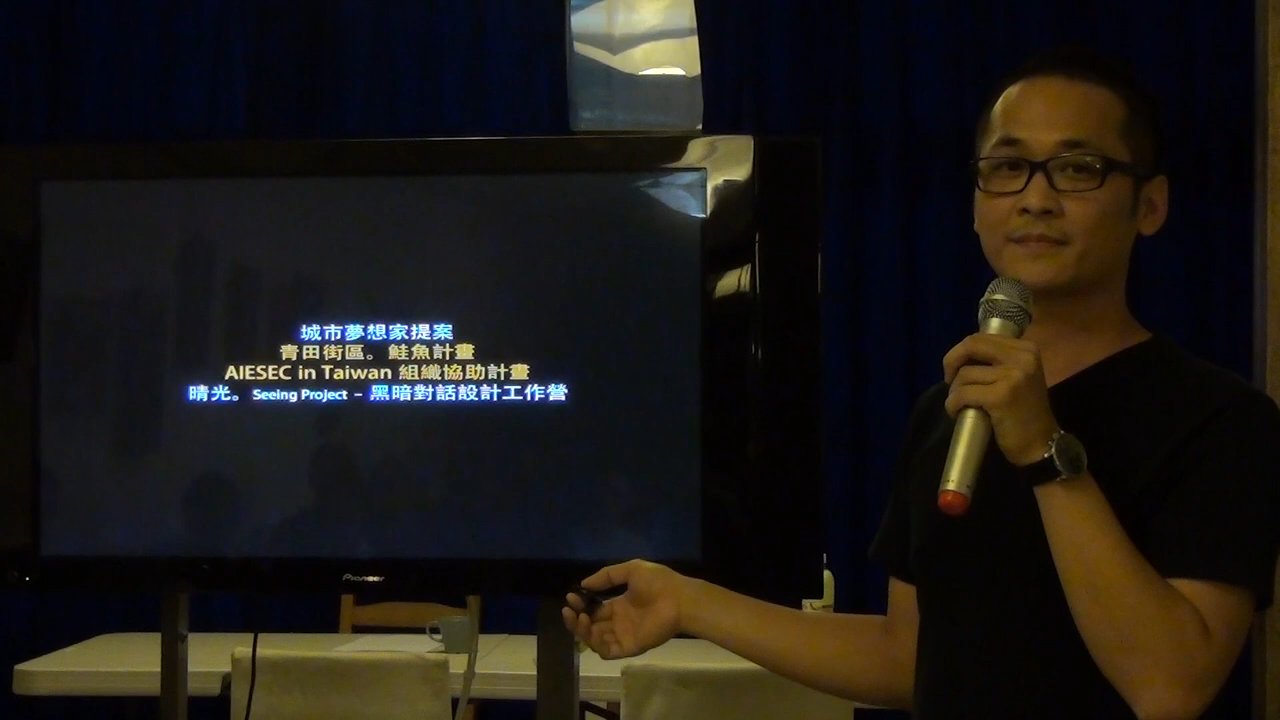 城市夢想家提案
青田街區。鮭魚計畫
AIESEC in Taiwan 組織協助計畫
晴光。Seeing Project - 黑暗對話設計工作營
Pioneer